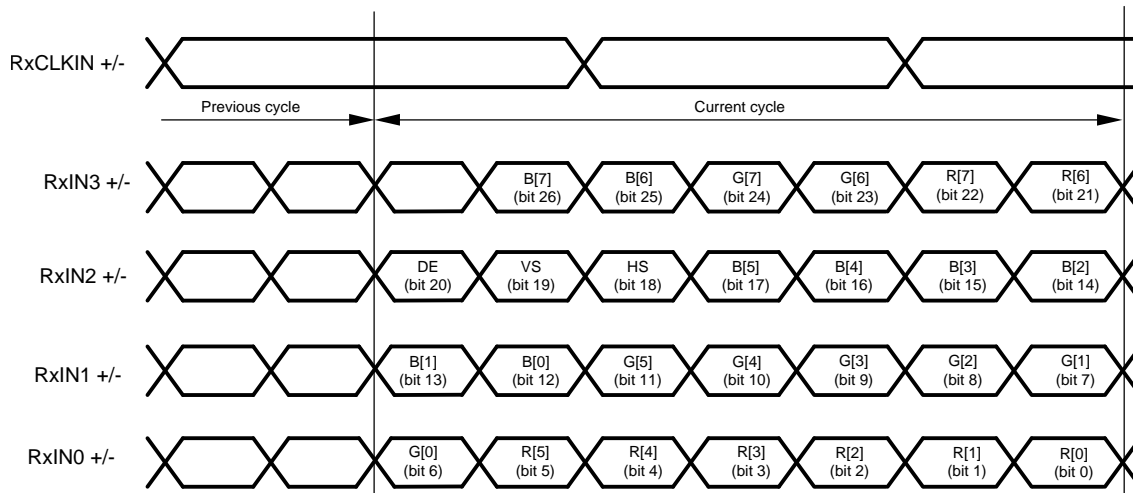 RxCLKIN +/-
Previous cycle
Current cycle
RxIN3 +/-
B[7]
(bit 26)
B[6]
(bit 25)
G[7]
(bit 24)
G[6]
(bit 23)
R[7]
(bit 22)
R[6]
(bit 21)
RxIN2 +/-
DE
(bit 20)
VS
(bit 19)
HS
(bit 18)
B[5]
(bit 17)
B[4]
(bit 16)
B[3]
(bit 15)
B[2]
(bit 14)
RxIN1 +/-
B[1]
(bit 13)
B[0]
(bit 12)
G[5]
(bit 11)
G[4]
(bit 10)
G[3]
(bit 9)
G[2]
(bit 8)
G[1]
(bit 7)
RxIN0 +/-
G[0]
(bit 6)
R[5]
(bit 5)
R[4]
(bit 4)
R[3]
(bit 3)
R[2]
(bit 2)
R[1]
(bit 1)
R[0]
(bit 0)